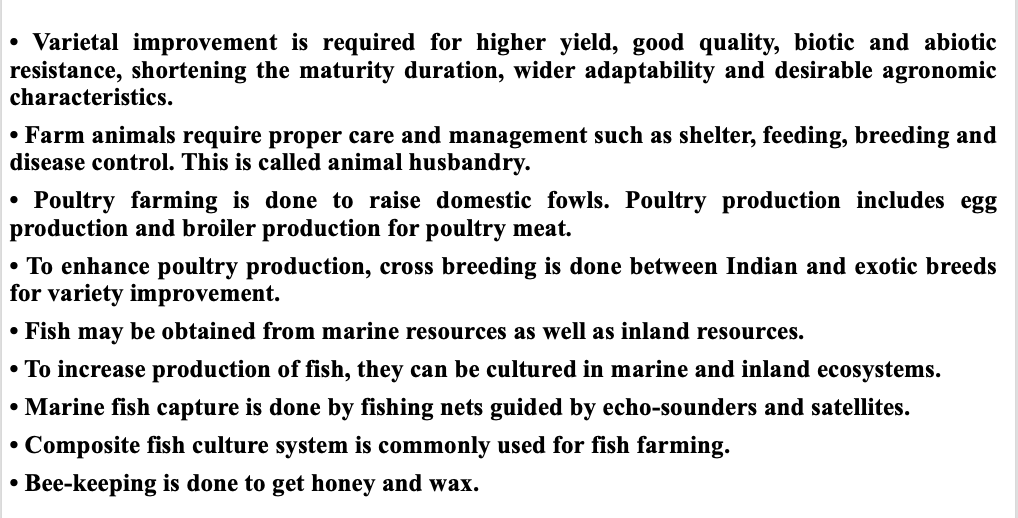 • Varietal improvement is required for higher yield, good quality, biotic and abiotic
resistance, shortening the maturity duration, wider adaptability and desirable agronomic
characteristics.
• Farm animals require proper care and management such as shelter, feeding, breeding and
disease control. This is called animal husbandry.
• Poultry farming is done to raise domestic fowls. Poultry production includes egg
production and broiler production for poultry meat.
• To enhance poultry production, cross breeding is done between Indian and exotic breeds
for variety improvement.
• Fish may be obtained from marine resources as well as inland resources.
• To increase production of fish, they can be cultured in marine and inland ecosystems.
• Marine fish capture is done by fishing nets guided by echo-sounders and satellites.
• Composite fish culture system is commonly used for fish farming.
• Bee-keeping is done to get honey and wax.